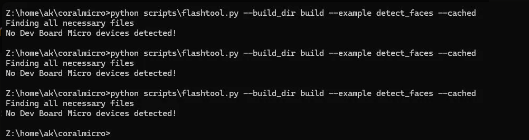 Z:\home\ak\coralmicro>python scripts\flashtool.py --build_dir build --example detect_faces --cached
Finding all necessary files
No Dev Board Micro devices detected!
Z:\home\ak\coralmicro>python scripts\flashtool.py --build_dir build --example detect_faces --cached
Finding all necessary files
No Dev Board Micro devices detected!
Z:\home\ak\coralmicro>python scripts\flashtool.py --build_dir build --example detect_faces --cached
Finding all necessary files
No Dev Board Micro devices detected!
Z:\home\ak\coralmicro>